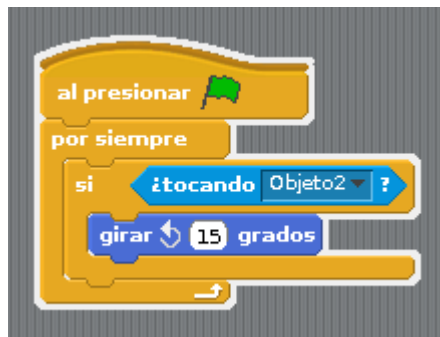 al presionar
por siempre
si ¿tocando Objeto2 ?
girar 15 grados